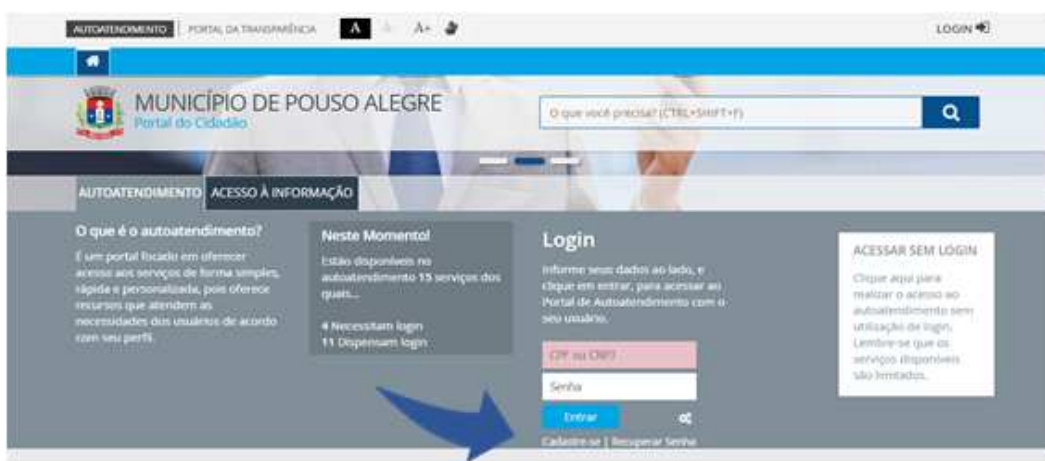 AUTOATENDIMENTO | PORTAL DA TRANSPARÊNCIA A A A+
LOGIN
MUNICÍPIO DE POUSO ALEGRE
Portal do Cidadão
O que você precisa? (CTRL+SHIFT+F)
AUTOATENDIMENTO ACESSO À INFORMAÇÃO
O que é o autoatendimento?
É um portal focado em oferecer
acesso aos serviços de forma simples,
rápida e personalizada, pois oferece
recursos que atendem as
necessidades dos usuários de acordo
com seu perfil.
Neste Momento!
Estão disponíveis no
autoatendimento 15 serviços dos
quais...
4 Necessitam login
11 Dispensam login
Login
Informe seus dados ao lado, e
clique em entrar, para acessar ao
Portal de Autoatendimento com o
seu usuário.
CPF ou CNPJ
Senha
Entrar
Cadastre-se | Recuperar Senha
ACESSAR SEM LOGIN
Clique aqui para
realizar o acesso ao
autoatendimento sem
utilização de login.
Lembre-se que os
serviços disponíveis
são limitados.